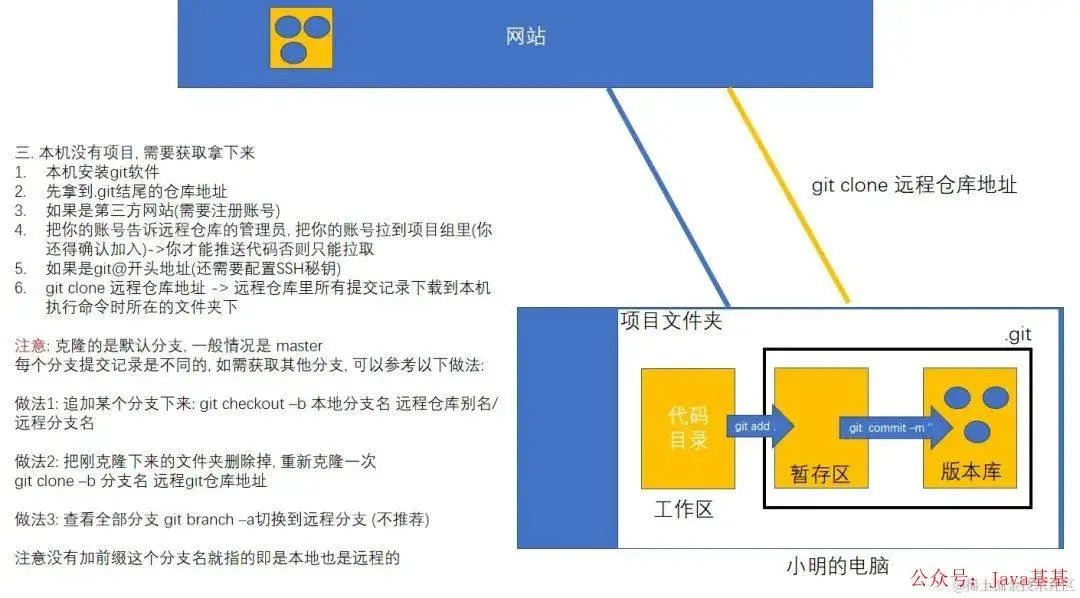 网站
三. 本机没有项目, 需要获取拿下来
1. 本机安装git软件
2. 先拿到.git结尾的仓库地址
3. 如果是第三方网站(需要注册账号)
4. 把你的账号告诉远程仓库的管理员, 把你的账号拉到项目组里(你
还得确认加入)->你才能推送代码否则只能拉取
5. 如果是git@开头地址(还需要配置SSH秘钥)
6. git clone 远程仓库地址 -> 远程仓库里所有提交记录下载到本机
执行命令时所在的文件夹下
注意: 克隆的是默认分支, 一般情况是 master
每个分支提交记录是不同的, 如需获取其他分支, 可以参考以下做法:
做法1: 追加某个分支下来: git checkout –b 本地分支名 远程仓库别名/
远程分支名
做法2: 把刚克隆下来的文件夹删除掉, 重新克隆一次
git clone –b 分支名 远程git仓库地址
做法3: 查看全部分支 git branch –a切换到远程分支 (不推荐)
注意没有加前缀这个分支名就指的即是本地也是远程的
git clone 远程仓库地址
项目文件夹
.git
代码
目录
git add .
git commit –m ''
暂存区
版本库
工作区
小明的电脑
公众号：Java基基
@稀土掘金技术社区